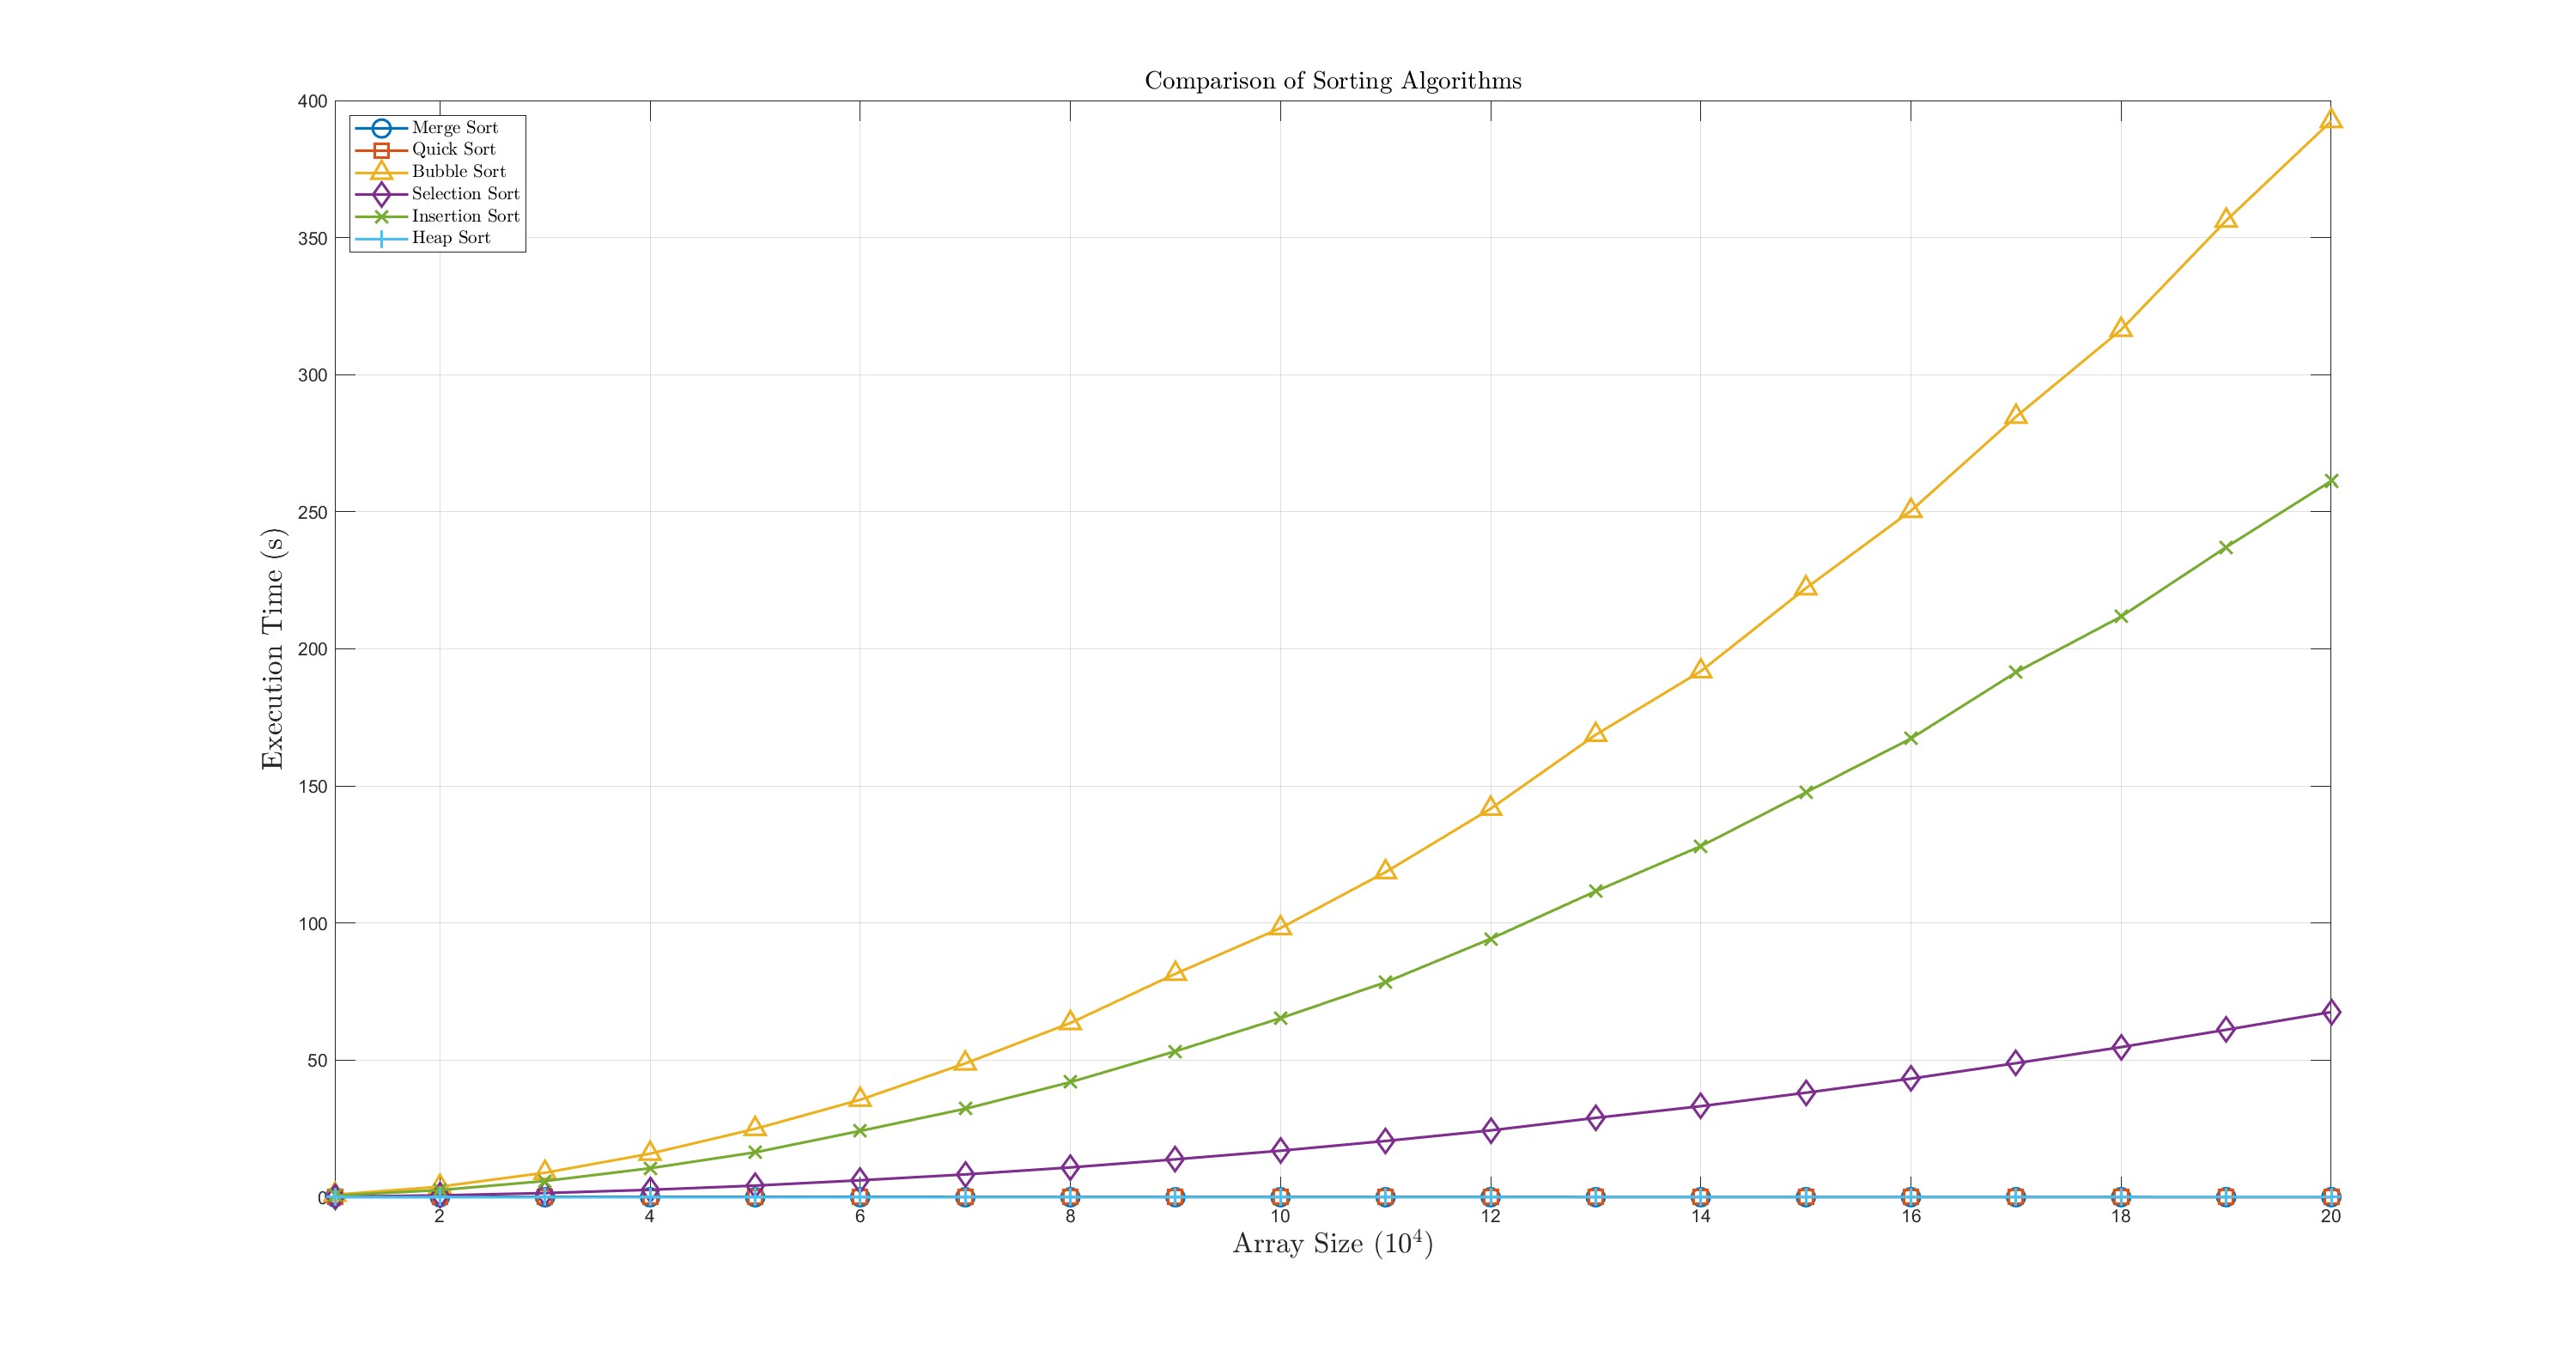 Comparison of Sorting Algorithms
400
350
300
250
200
150
100
50
0
Execution Time (s)
Merge Sort
Quick Sort
Bubble Sort
Selection Sort
Insertion Sort
Heap Sort
2 4 6 8 10 12 14 16 18 20
Array Size (10⁴)